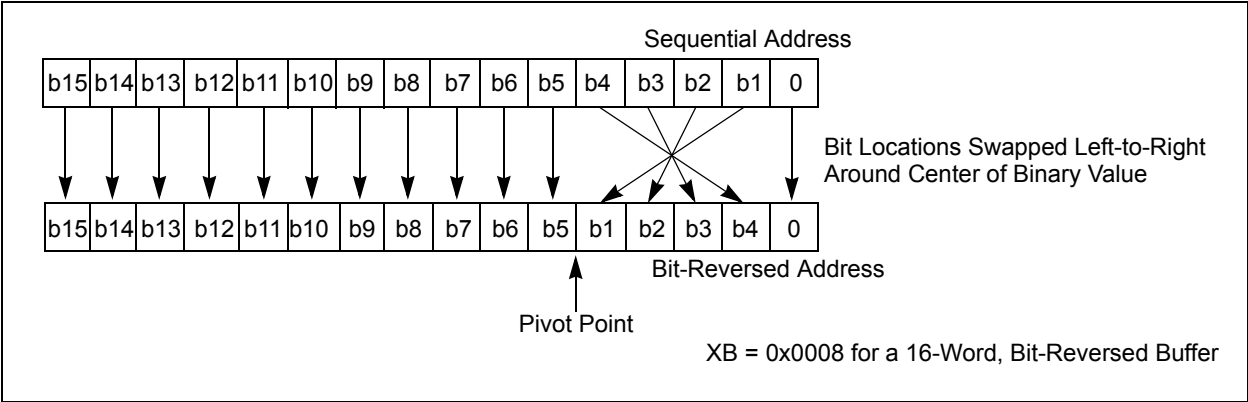 Sequential Address
b15 b14 b13 b12 b11 b10 b9 b8 b7 b6 b5 b4 b3 b2 b1 0
Bit Locations Swapped Left-to-Right
Around Center of Binary Value
b15 b14 b13 b12 b11 b10 b9 b8 b7 b6 b5 b1 b2 b3 b4 0
Bit-Reversed Address
Pivot Point
XB = 0x0008 for a 16-Word, Bit-Reversed Buffer